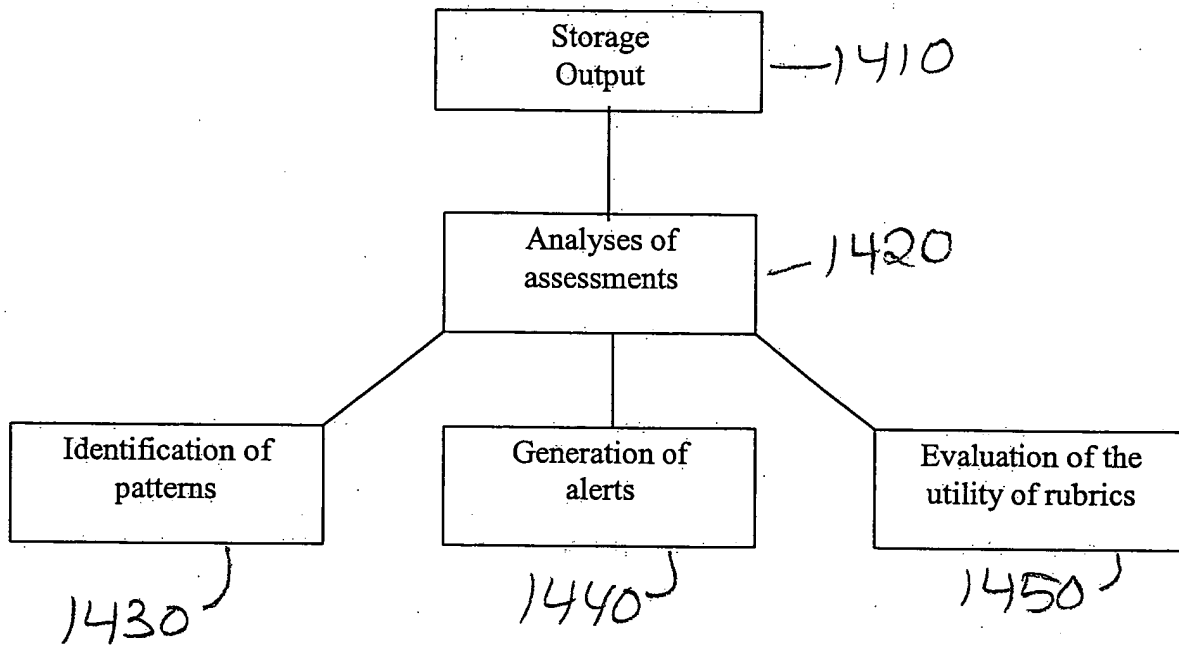 Storage
Output
1410
Analyses of
assessments
1420
Identification of
patterns
Generation of
alerts
Evaluation of the
utility of rubrics
1430
1440
1450